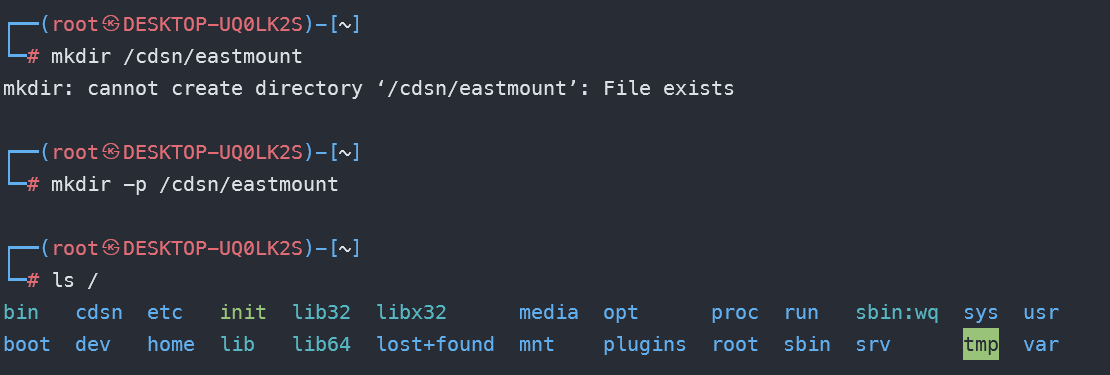 ┌──(root㉿DESKTOP-UQ0LK2S)-[~]
└─# mkdir /cdsn/eastmount
mkdir: cannot create directory ‘/cdsn/eastmount’: File exists
┌──(root㉿DESKTOP-UQ0LK2S)-[~]
└─# mkdir -p /cdsn/eastmount
┌──(root㉿DESKTOP-UQ0LK2S)-[~]
└─# ls /
bin cdsn etc init lib32 libx32 media opt proc run sbin:wq sys usr
boot dev home lib lib64 lost+found mnt plugins root sbin srv tmp var